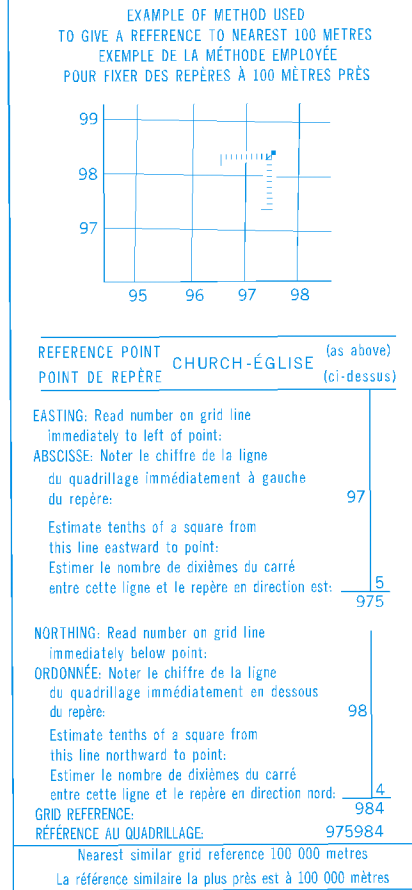 EXAMPLE OF METHOD USED
TO GIVE A REFERENCE TO NEAREST 100 METRES
EXEMPLE DE LA MÉTHODE EMPLOYÉE
POUR FIXER DES REPÈRES À 100 MÈTRES PRÈS
99
98
97
95 96 97 98
REFERENCE POINT
POINT DE REPÈRE
CHURCH-ÉGLISE
(as above)
(ci-dessus)
EASTING: Read number on grid line
immediately to left of point:
ABSCISSE: Noter le chiffre de la ligne
du quadrillage immédiatement à gauche
du repère: 97
Estimate tenths of a square from
this line eastward to point:
Estimer le nombre de dixièmes du carré
entre cette ligne et le repère en direction est: 5
975
NORTHING: Read number on grid line
immediately below point:
ORDONNÉE: Noter le chiffre de la ligne
du quadrillage immédiatement en dessous
du repère: 98
Estimate tenths of a square from
this line northward to point:
Estimer le nombre de dixièmes du carré
entre cette ligne et le repère en direction nord: 4
GRID REFERENCE: 984
RÉFÉRENCE AU QUADRILLAGE: 975984
Nearest similar grid reference 100 000 metres
La référence similaire la plus près est à 100 000 mètres